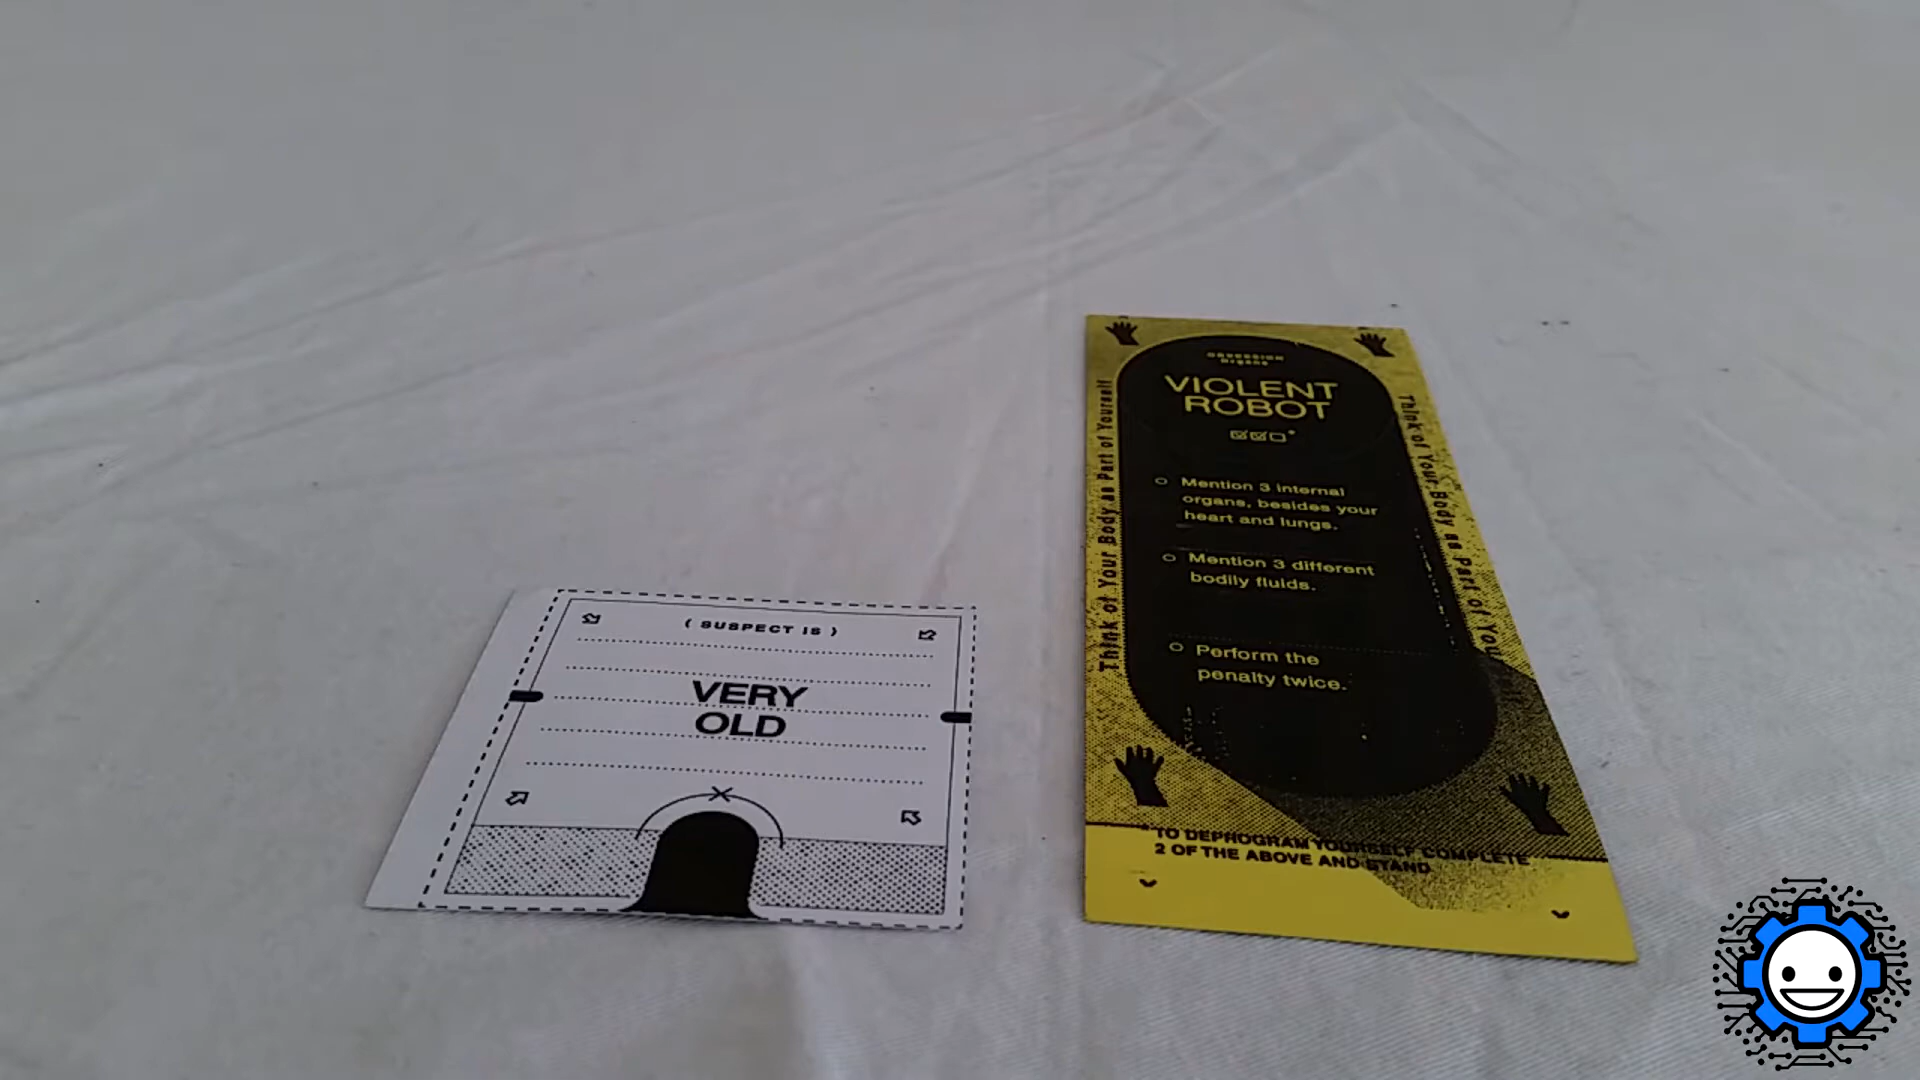 ( SUSPECT IS )
VERY
OLD
OBSESSION
Organs
VIOLENT
ROBOT
Mention 3 internal
organs, besides your
heart and lungs.
Mention 3 different
bodily fluids.
Perform the
penalty twice.
Think of Your Body as Part of Yourself
Think of Your Body as Part of You
*TO DEPROGRAM YOURSELF COMPLETE
2 OF THE ABOVE AND STAND